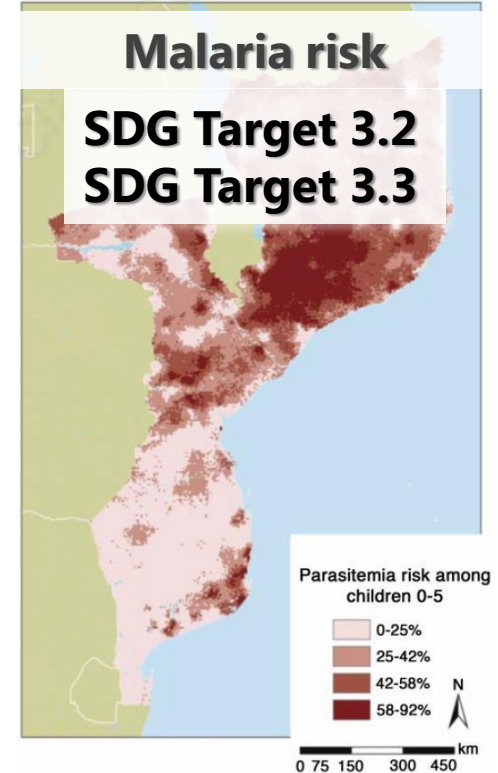 Malaria risk
SDG Target 3.2
SDG Target 3.3
Parasitemia risk among
children 0-5
0-25%
25-42%
42-58%
58-92%
N
km
0 75 150 300 450